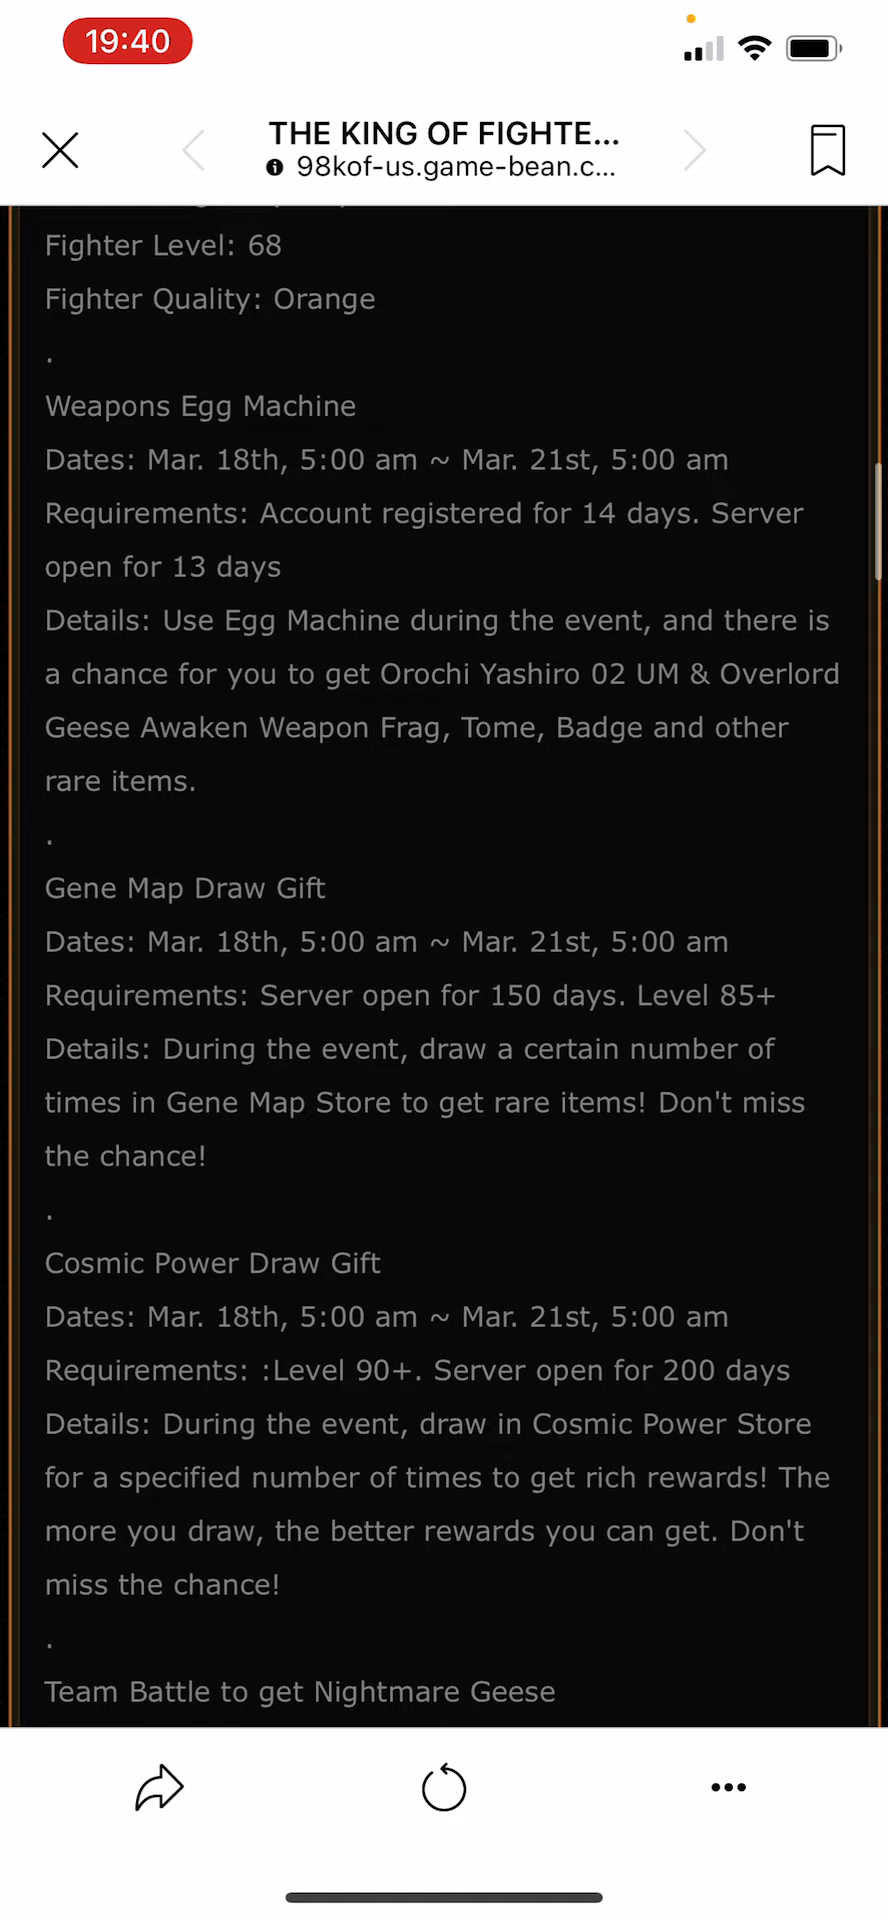 19:40
THE KING OF FIGHTE...
98kof-us.game-bean.c...
Fighter Level: 68
Fighter Quality: Orange
.
Weapons Egg Machine
Dates: Mar. 18th, 5:00 am ~ Mar. 21st, 5:00 am
Requirements: Account registered for 14 days. Server
open for 13 days
Details: Use Egg Machine during the event, and there is
a chance for you to get Orochi Yashiro 02 UM & Overlord
Geese Awaken Weapon Frag, Tome, Badge and other
rare items.
.
Gene Map Draw Gift
Dates: Mar. 18th, 5:00 am ~ Mar. 21st, 5:00 am
Requirements: Server open for 150 days. Level 85+
Details: During the event, draw a certain number of
times in Gene Map Store to get rare items! Don't miss
the chance!
.
Cosmic Power Draw Gift
Dates: Mar. 18th, 5:00 am ~ Mar. 21st, 5:00 am
Requirements: :Level 90+. Server open for 200 days
Details: During the event, draw in Cosmic Power Store
for a specified number of times to get rich rewards! The
more you draw, the better rewards you can get. Don't
miss the chance!
.
Team Battle to get Nightmare Geese